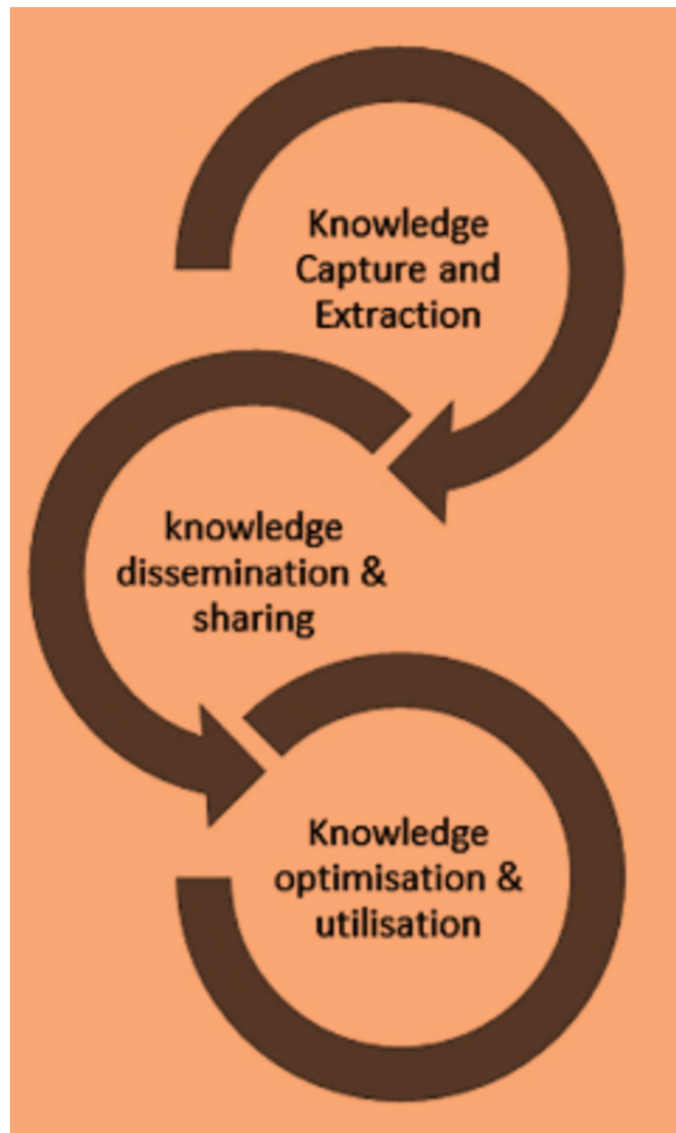 Knowledge
Capture and
Extraction
knowledge
dissemination &
sharing
Knowledge
optimisation &
utilisation